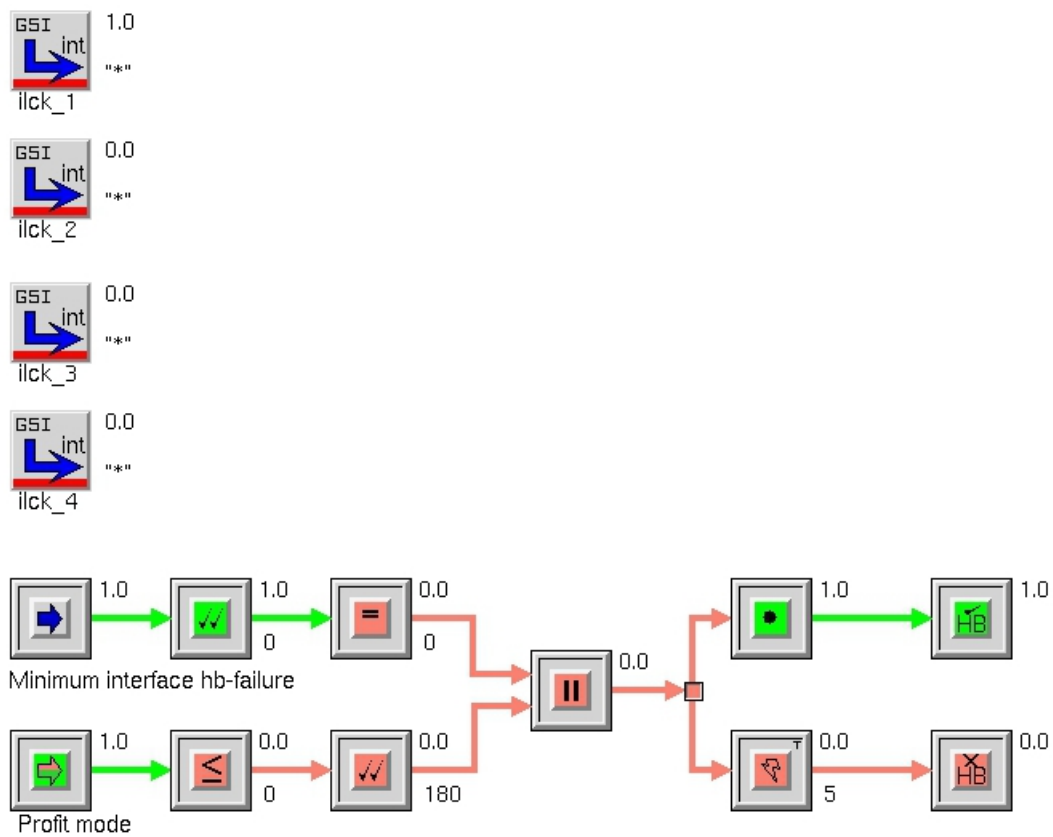 GSI
int
1.0
"*"
ilck_1
GSI
int
0.0
"*"
ilck_2
GSI
int
0.0
"*"
ilck_3
GSI
int
0.0
"*"
ilck_4
1.0 1.0 0.0 1.0 1.0
= HB
0 0
Minimum interface hb-failure
0.0
II
1.0 0.0 0.0 0.0 0.0
≤ T X HB
0 180 5
Profit mode